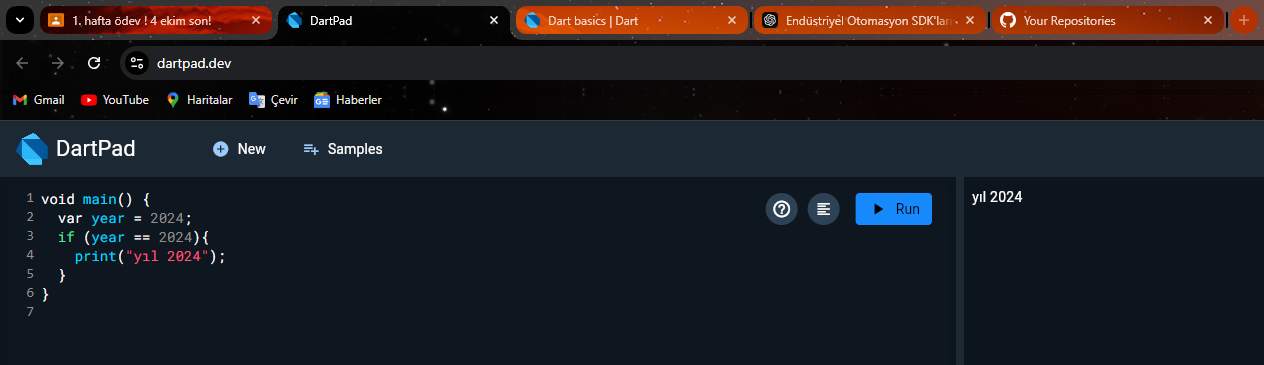 1. hafta ödev ! 4 ekim son!
DartPad
Dart basics | Dart
Endüstriyel Otomasyon SDK'ları
Your Repositories
dartpad.dev
Gmail
YouTube
Haritalar
Çevir
Haberler
DartPad
New
Samples
1 void main() {
2 var year = 2024;
3 if (year == 2024){
4 print("yıl 2024");
5 }
6 }
7
Run
yıl 2024